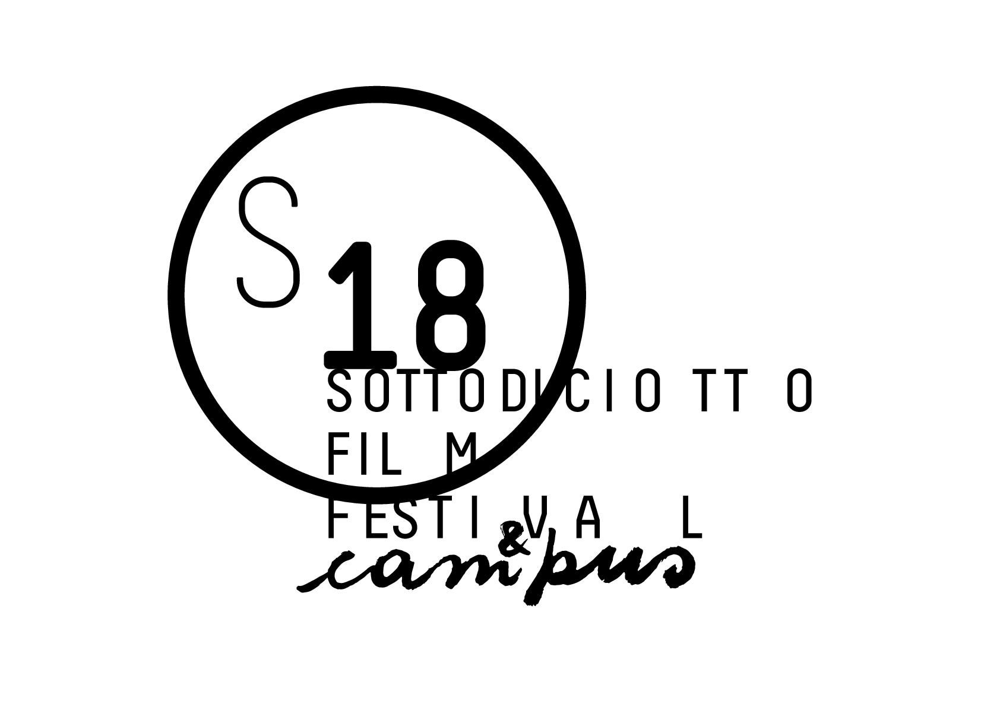 S18
SOTTODICIOTTO
FILM
FESTIVAL
&
campus